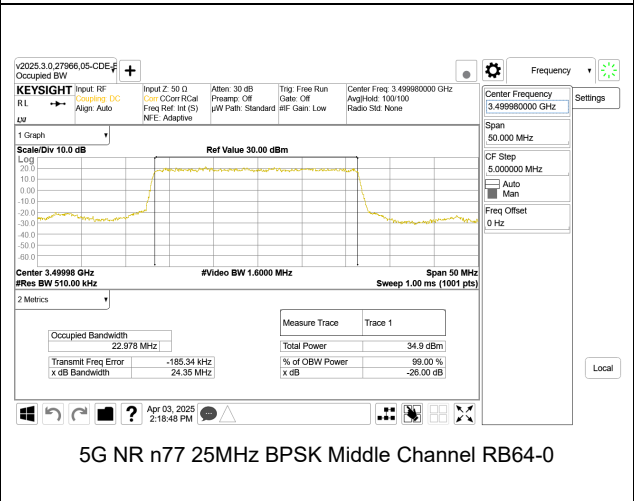 v2025.3.0,27966,05-CDE-E
Occupied BW
Frequency
KEYSIGHT
RL
LXI
Input: RF
Coupling: DC
Align: Auto
Input Z: 50 Ω
Corr CCorr RCal
Freq Ref: Int (S)
NFE: Adaptive
Atten: 30 dB
Preamp: Off
µW Path: Standard
Trig: Free Run
Gate: Off
#IF Gain: Low
Center Freq: 3.499980000 GHz
Avg|Hold: 100/100
Radio Std: None
Center Frequency
3.499980000 GHz
Settings
Span
50.000 MHz
CF Step
5.000000 MHz
Auto
Man
Freq Offset
0 Hz
Local
1 Graph
Scale/Div 10.0 dB
Ref Value 30.00 dBm
Log
20.0
10.0
0.00
-10.0
-20.0
-30.0
-40.0
-50.0
-60.0
Center 3.49998 GHz
#Video BW 1.6000 MHz
Span 50 MHz
#Res BW 510.00 kHz
Sweep 1.00 ms (1001 pts)
2 Metrics
Measure Trace
Trace 1
Occupied Bandwidth
22.978 MHz
Total Power
34.9 dBm
Transmit Freq Error
-185.34 kHz
% of OBW Power
99.00 %
x dB Bandwidth
24.35 MHz
x dB
-26.00 dB
?
Apr 03, 2025
2:18:48 PM
5G NR n77 25MHz BPSK Middle Channel RB64-0